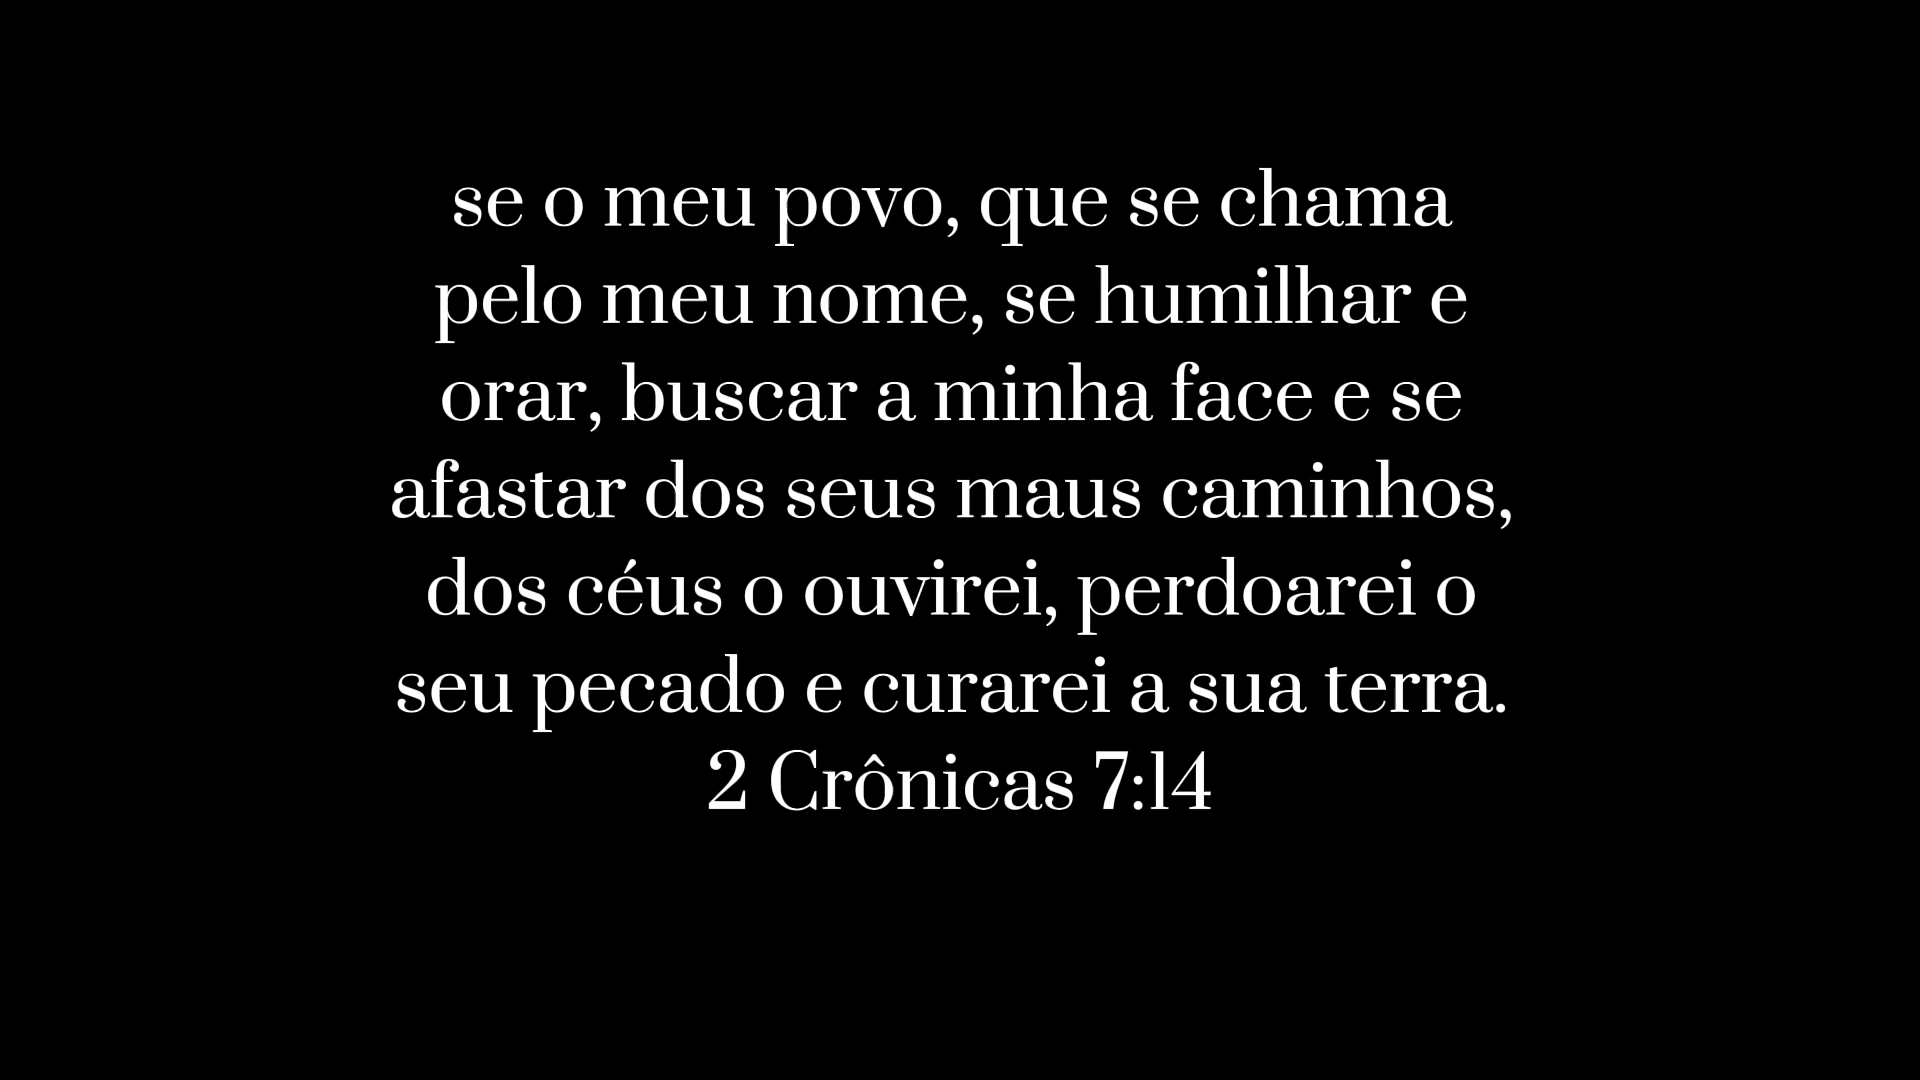 se o meu povo, que se chama
pelo meu nome, se humilhar e
orar, buscar a minha face e se
afastar dos seus maus caminhos,
dos céus o ouvirei, perdoarei o
seu pecado e curarei a sua terra.
2 Crônicas 7:14